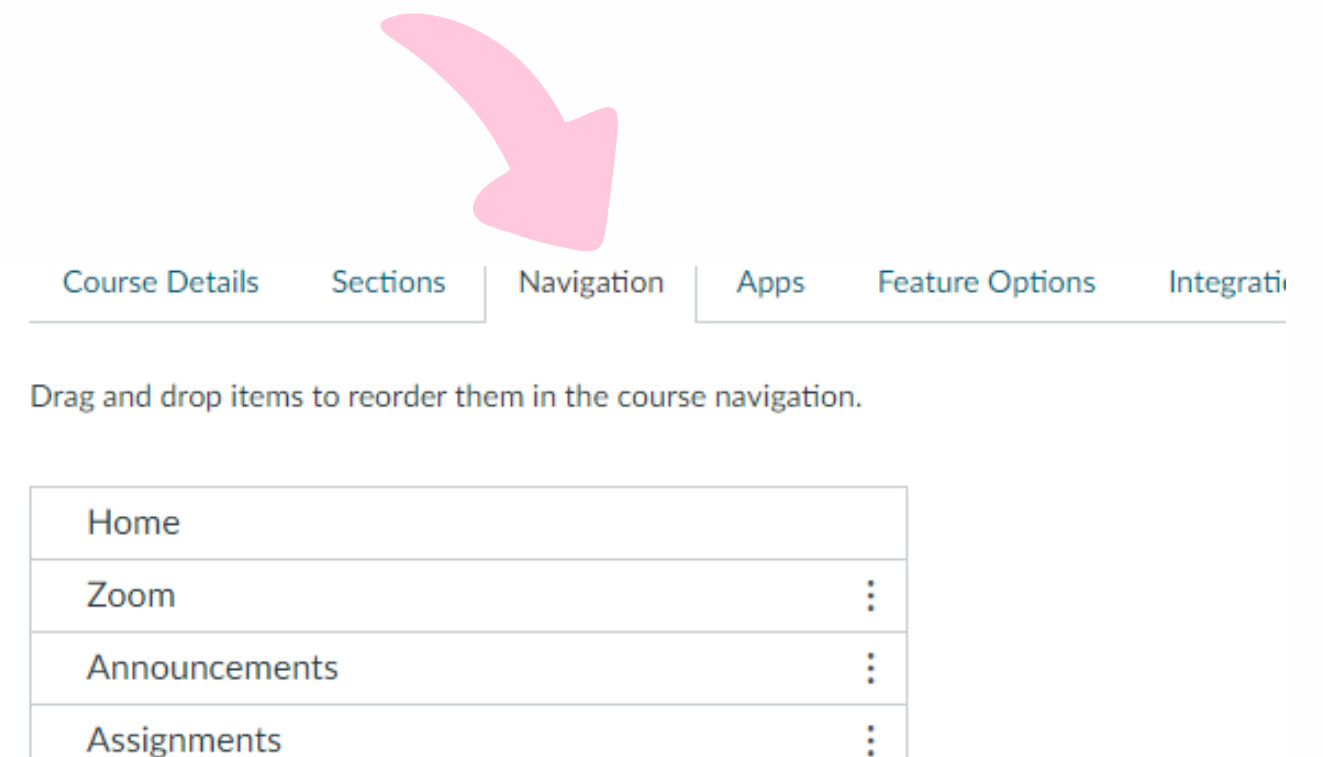 Course Details Sections Navigation Apps Feature Options
Drag and drop items to reorder them in the course navigation.
Home
Zoom
Announcements
Assignments